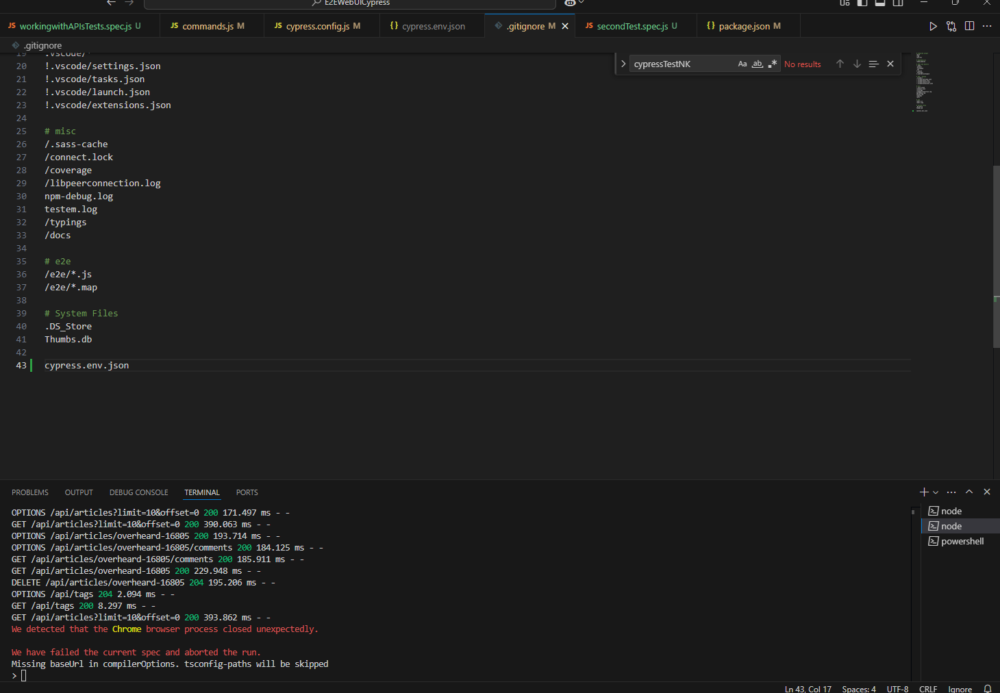 E2EWebUICypress
JS workingwithAPIsTests.spec.js U
JS commands.js M
JS cypress.config.js M
{} cypress.env.json
.gitignore M
JS secondTest.spec.js U
{} package.json M
.gitignore
cypressTestNK Aa ab .* No results
19 .vscode/*
20 !.vscode/settings.json
21 !.vscode/tasks.json
22 !.vscode/launch.json
23 !.vscode/extensions.json
24
25 # misc
26 /.sass-cache
27 /connect.lock
28 /coverage
29 /libpeerconnection.log
30 npm-debug.log
31 testem.log
32 /typings
33 /docs
34
35 # e2e
36 /e2e/*.js
37 /e2e/*.map
38
39 # System Files
40 .DS_Store
41 Thumbs.db
42
43 cypress.env.json
PROBLEMS OUTPUT DEBUG CONSOLE TERMINAL PORTS
OPTIONS /api/articles?limit=10&offset=0 200 171.497 ms - -
GET /api/articles?limit=10&offset=0 200 390.063 ms - -
OPTIONS /api/articles/overheard-16805 200 193.714 ms - -
OPTIONS /api/articles/overheard-16805/comments 200 184.125 ms - -
GET /api/articles/overheard-16805/comments 200 185.911 ms - -
GET /api/articles/overheard-16805 200 229.948 ms - -
DELETE /api/articles/overheard-16805 204 195.206 ms - -
OPTIONS /api/tags 204 2.094 ms - -
GET /api/tags 200 8.297 ms - -
GET /api/articles?limit=10&offset=0 200 393.862 ms - -
We detected that the Chrome browser process closed unexpectedly.
We have failed the current spec and aborted the run.
Missing baseUrl in compilerOptions. tsconfig-paths will be skipped
>
node
node
powershell
Ln 43, Col 17 Spaces: 4 UTF-8 CRLF Ignore